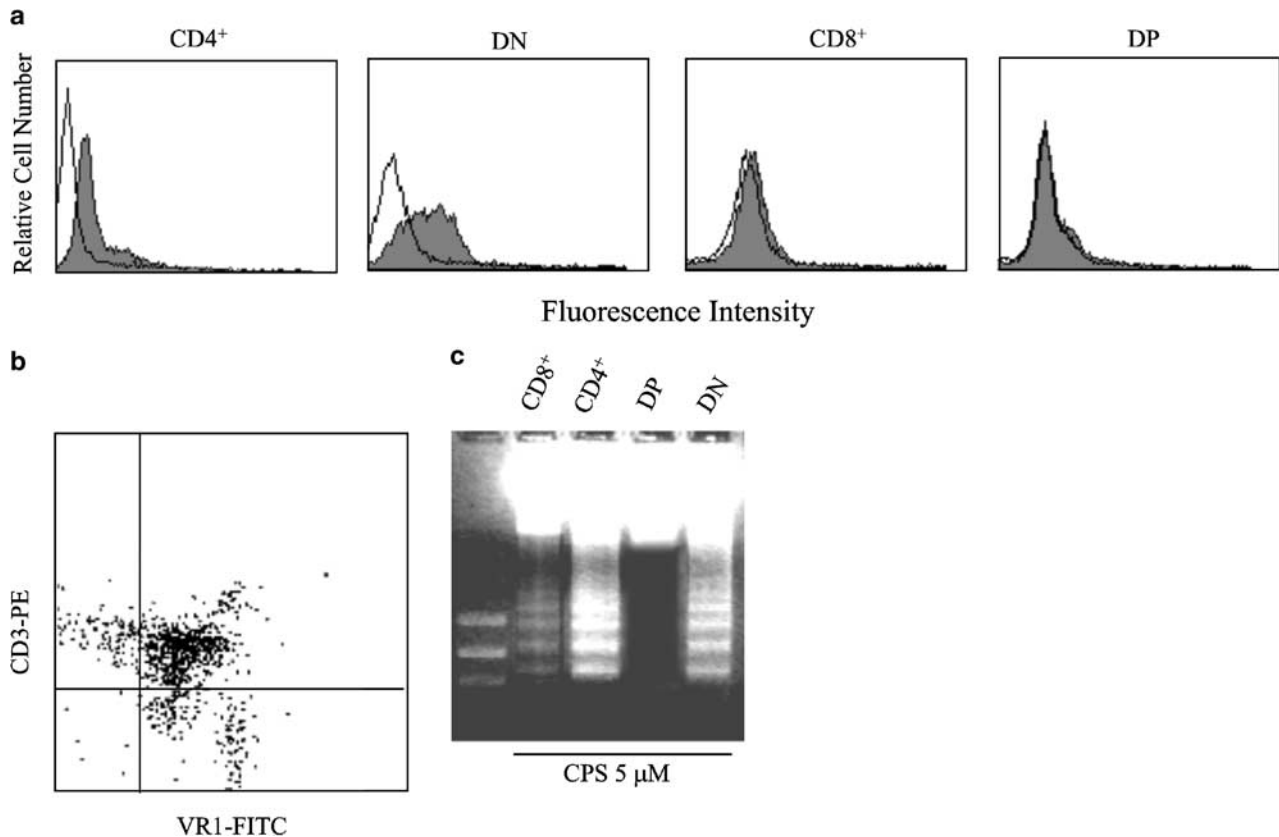 a
CD4⁺ DN CD8⁺ DP
Relative Cell Number
Fluorescence Intensity
b
CD3-PE
VR1-FITC
c
CD8⁺ CD4⁺ DP DN
CPS 5 μM